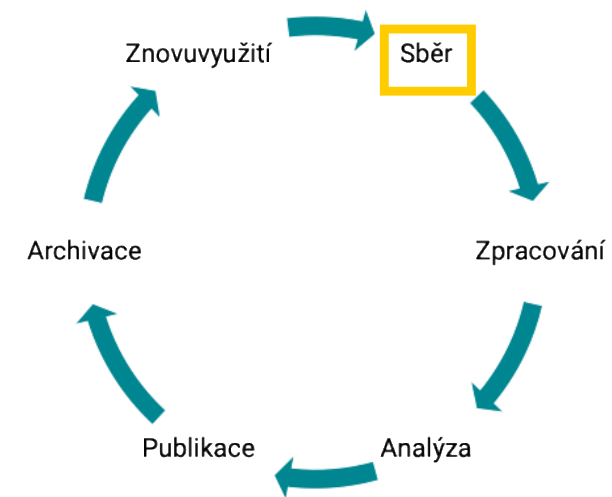 Znovuvyužití
Sběr
Archivace
Zpracování
Publikace
Analýza